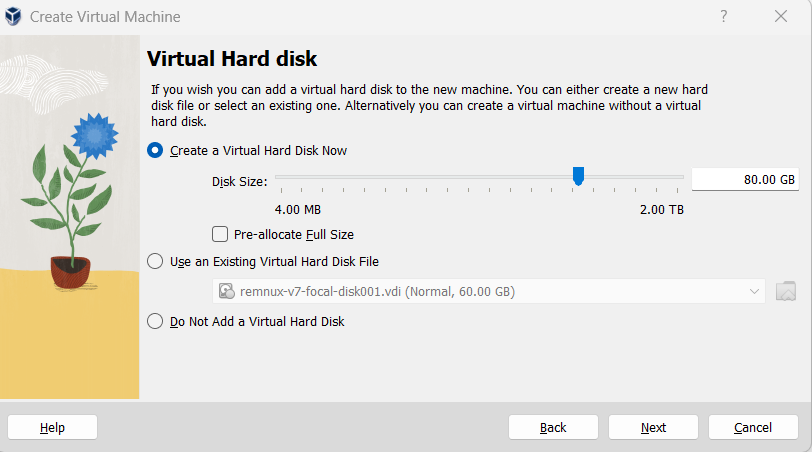 Create Virtual Machine
?
Virtual Hard disk
If you wish you can add a virtual hard disk to the new machine. You can either create a new hard
disk file or select an existing one. Alternatively you can create a virtual machine without a virtual
hard disk.
Create a Virtual Hard Disk Now
Disk Size:
80.00 GB
4.00 MB
2.00 TB
Pre-allocate Full Size
Use an Existing Virtual Hard Disk File
remnux-v7-focal-disk001.vdi (Normal, 60.00 GB)
Do Not Add a Virtual Hard Disk
Help
Back
Next
Cancel